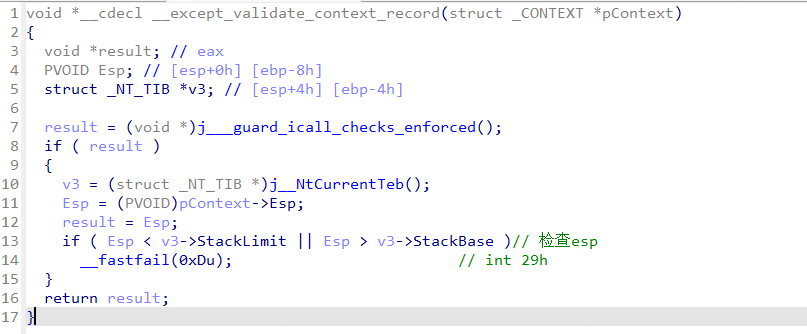 1 void *__cdecl __except_validate_context_record(struct _CONTEXT *pContext)
2 {
3   void *result; // eax
4   PVOID Esp; // [esp+0h] [ebp-8h]
5   struct _NT_TIB *v3; // [esp+4h] [ebp-4h]
6
7   result = (void *)j___guard_icall_checks_enforced();
8   if ( result )
9   {
10     v3 = (struct _NT_TIB *)j__NtCurrentTeb();
11     Esp = (PVOID)pContext->Esp;
12     result = Esp;
13     if ( Esp < v3->StackLimit || Esp > v3->StackBase )// 检查esp
14       __fastfail(0xDu);                          // int 29h
15   }
16   return result;
17 }